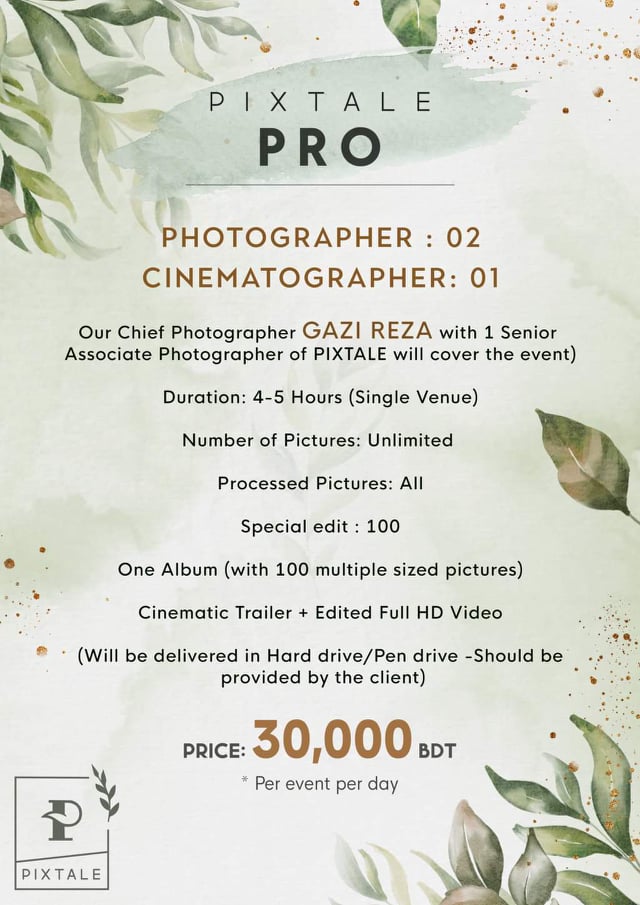 PIXTALE
PRO
PHOTOGRAPHER : 02
CINEMATOGRAPHER: 01
Our Chief Photographer GAZI REZA with 1 Senior
Associate Photographer of PIXTALE will cover the event)
Duration: 4-5 Hours (Single Venue)
Number of Pictures: Unlimited
Processed Pictures: All
Special edit : 100
One Album (with 100 multiple sized pictures)
Cinematic Trailer + Edited Full HD Video
(Will be delivered in Hard drive/Pen drive -Should be
provided by the client)
PRICE: 30,000 BDT
* Per event per day
P
PIXTALE